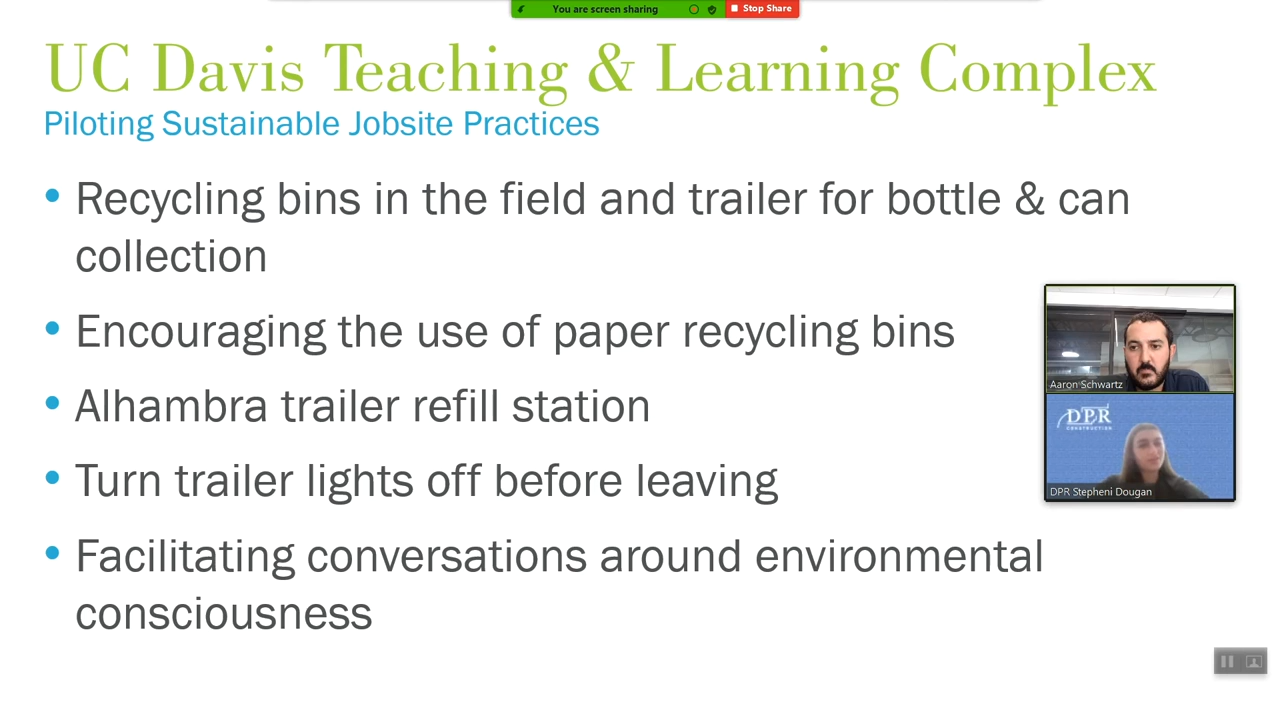 You are screen sharing
Stop Share
UC Davis Teaching & Learning Complex
Piloting Sustainable Jobsite Practices
• Recycling bins in the field and trailer for bottle & can
collection
• Encouraging the use of paper recycling bins
• Alhambra trailer refill station
• Turn trailer lights off before leaving
• Facilitating conversations around environmental
consciousness
Aaron Schwartz
DPR
CONSTRUCTION
DPR Stepheni Dougan